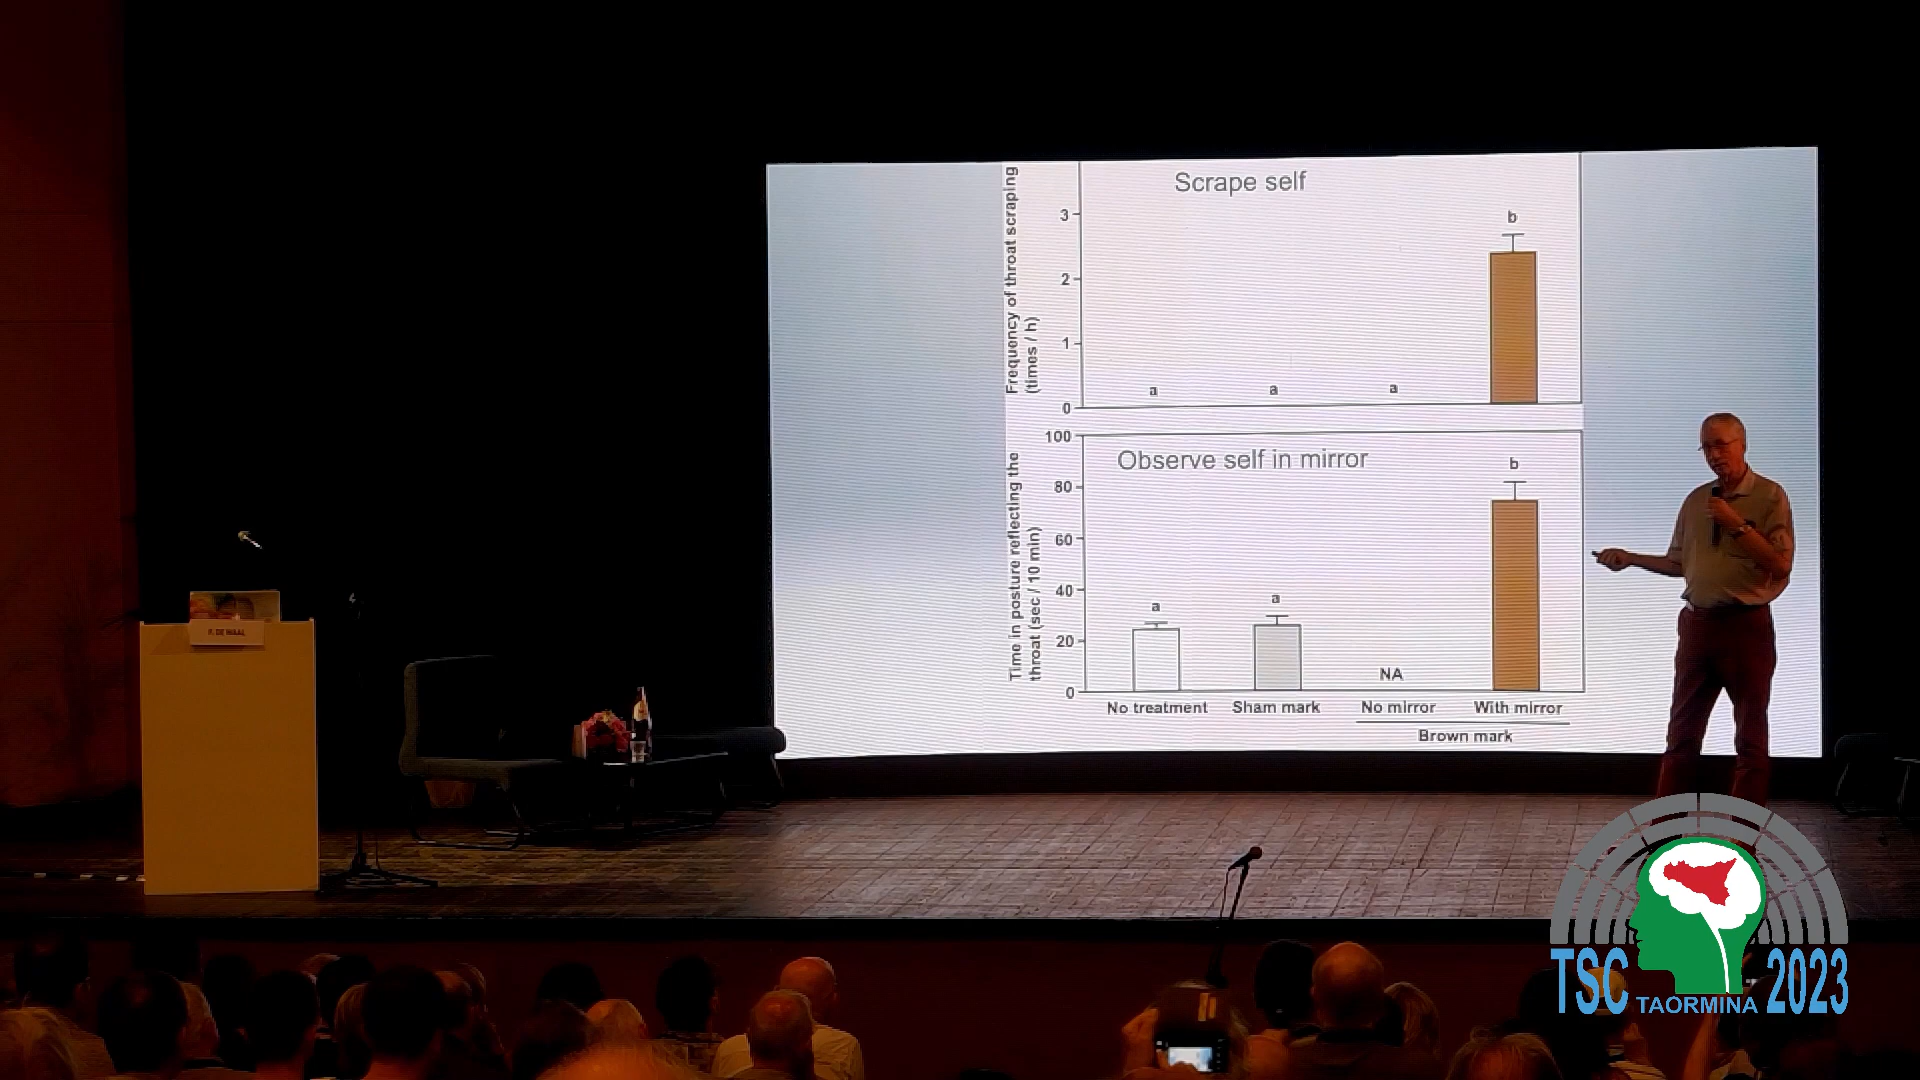 Scrape self
Frequency of throat scraping
(times / h)
3
2
1
0
a
a
a
b
Observe self in mirror
Time in posture reflecting the
throat (sec / 10 min)
100
80
60
40
20
0
a
a
NA
b
No treatment
Sham mark
No mirror
With mirror
Brown mark
F. DE WAAL
TSC TAORMINA 2023